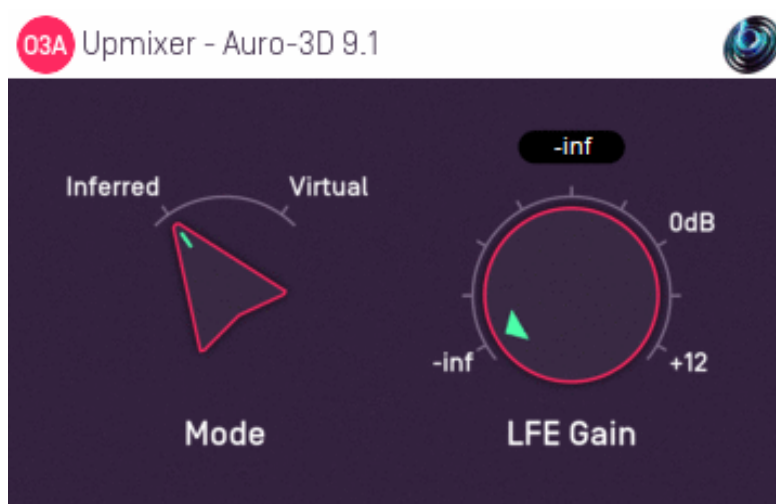 O3A Upmixer - Auro-3D 9.1
-inf
Inferred
Virtual
0dB
-inf
+12
Mode
LFE Gain